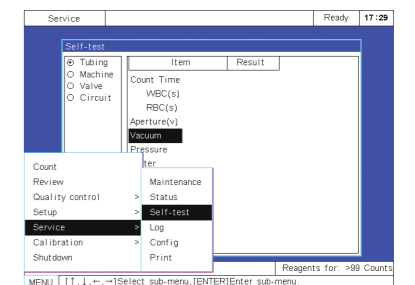 Service Ready 17:29
Self-test
Tubing
Machine
Valve
Circuit
Item Result
Count Time
WBC(s)
RBC(s)
Aperture(v)
Vacuum
Pressure
Count
Review
Quality control >
Setup >
Service >
Calibration >
Shutdown
Maintenance
Status
Self-test
Log
Config
Print
Reagents for: >99 Counts
MENU [↑,↓,←,→]Select sub-menu,[ENTER]Enter sub-menu.